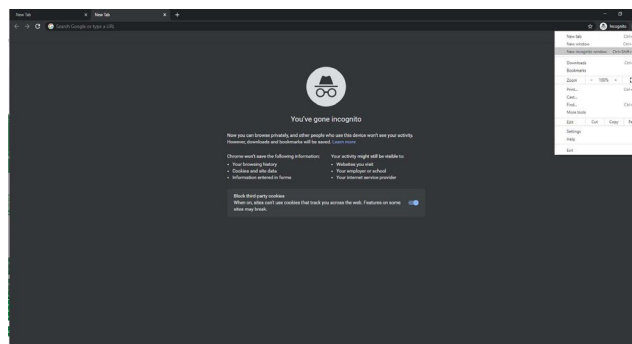 New Tab
New Tab
Search Google or type a URL
Incognito
New tab
New window
New incognito window
Downloads
Bookmarks
Zoom - 100% +
Print...
Cast...
Find...
More tools
Edit Cut Copy
Settings
Help
Exit
You've gone incognito
Now you can browse privately, and other people who use this device won't see your activity.
However, downloads and bookmarks will be saved. Learn more
Chrome won't save the following information:
• Your browsing history
• Cookies and site data
• Information entered in forms
Your activity might still be visible to:
• Websites you visit
• Your employer or school
• Your internet service provider
Block third-party cookies
When on, sites can't use cookies that track you across the web. Features on some
sites may break.